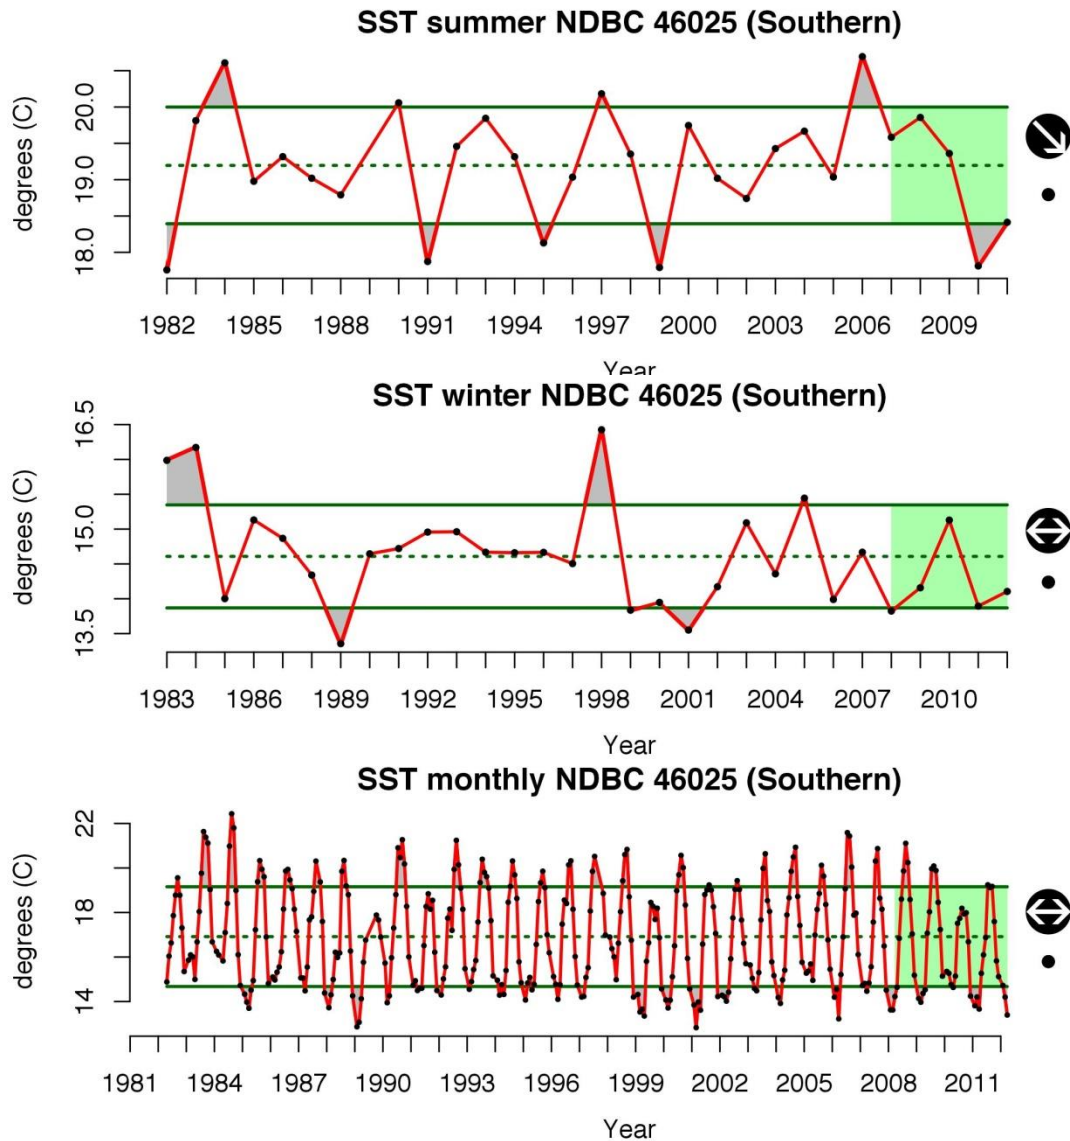 SST summer NDBC 46025 (Southern)
degrees (C)
20.0
19.0
18.0
1982 1985 1988 1991 1994 1997 2000 2003 2006 2009
Year
SST winter NDBC 46025 (Southern)
degrees (C)
16.5
15.0
13.5
1983 1986 1989 1992 1995 1998 2001 2004 2007 2010
Year
SST monthly NDBC 46025 (Southern)
degrees (C)
22
18
14
1981 1984 1987 1990 1993 1996 1999 2002 2005 2008 2011
Year